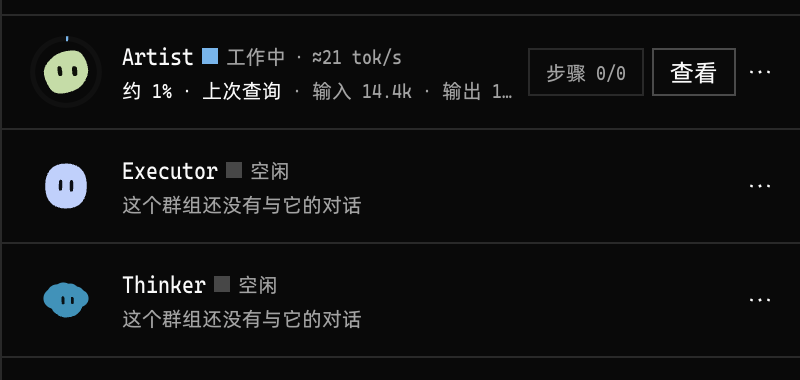 Artist 工作中 · ≈21 tok/s
约 1% · 上次查询 · 输入 14.4k · 输出 1…
步骤 0/0
查看
…
Executor 空闲
这个群组还没有与它的对话
…
Thinker 空闲
这个群组还没有与它的对话
…